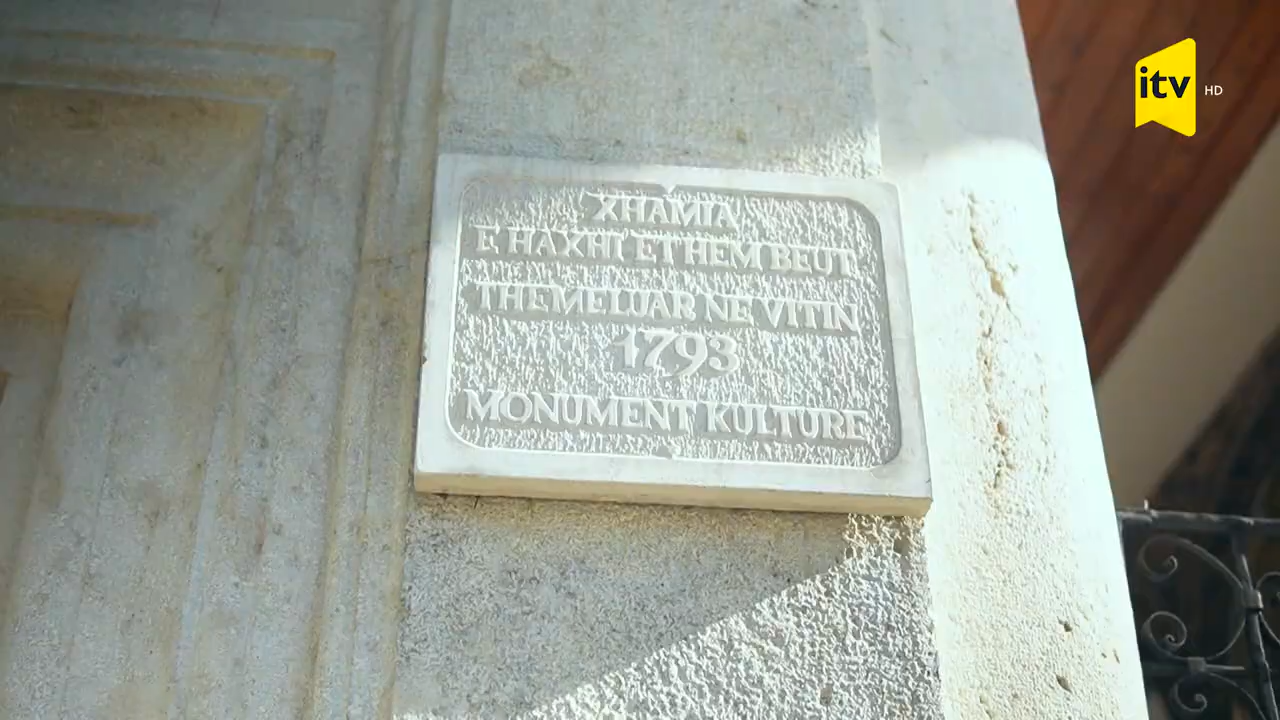 itv HD
XHAMIA
E HAXHI ETHEM BEUT
THEMELUAR NE VITIN
1793
MONUMENT KULTURE